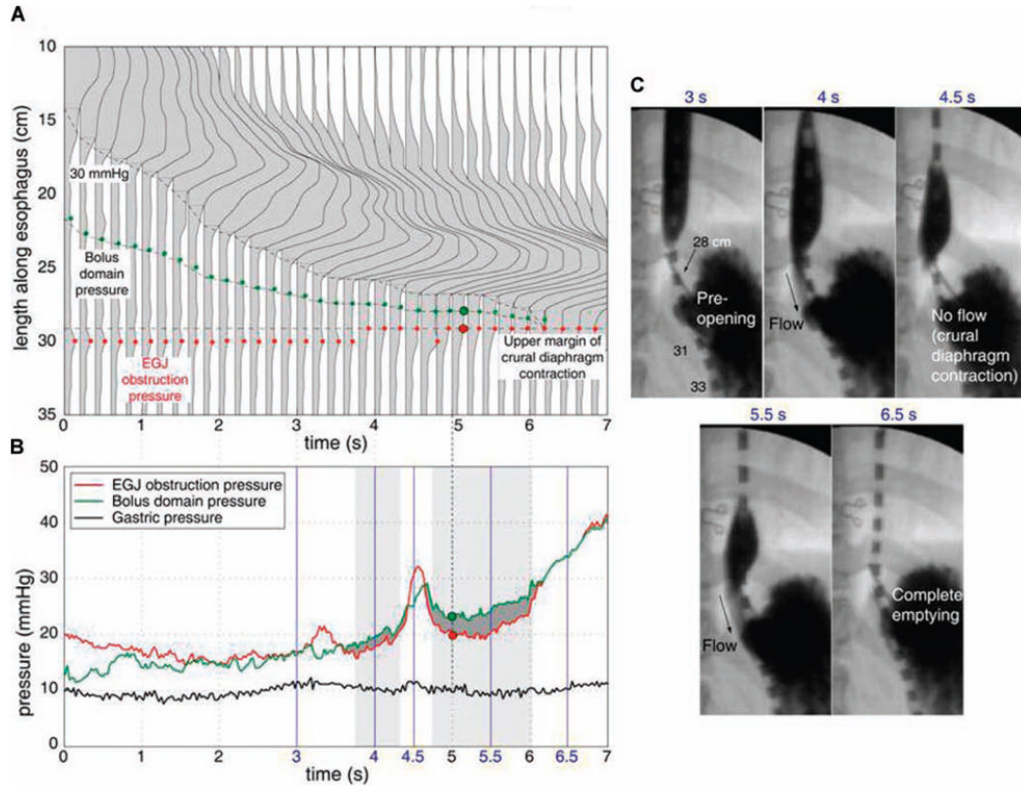 A
length along esophagus (cm)
10
15
20
25
30
35
30 mmHg
Bolus
domain
pressure
EGJ
obstruction
pressure
Upper margin of
crural diaphragm
contraction
0 1 2 3 4 5 6 7
time (s)
B
pressure (mmHg)
50
40
30
20
10
0
EGJ obstruction pressure
Bolus domain pressure
Gastric pressure
0 1 2 3 4 4.5 5 5.5 6 6.5 7
time (s)
C
3 s 4 s 4.5 s
28 cm
Pre-
opening
31
33
Flow
No flow
(crural
diaphragm
contraction)
5.5 s 6.5 s
Flow
Complete
emptying